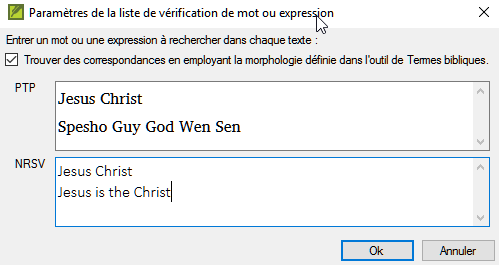 Paramètres de la liste de vérification de mot ou expression
Entrer un mot ou une expression à rechercher dans chaque texte :
Trouver des correspondances en employant la morphologie définie dans l'outil de Termes bibliques.
PTP
Jesus Christ
Spesho Guy God Wen Sen
NRSV
Jesus Christ
Jesus is the Christ
Ok
Annuler